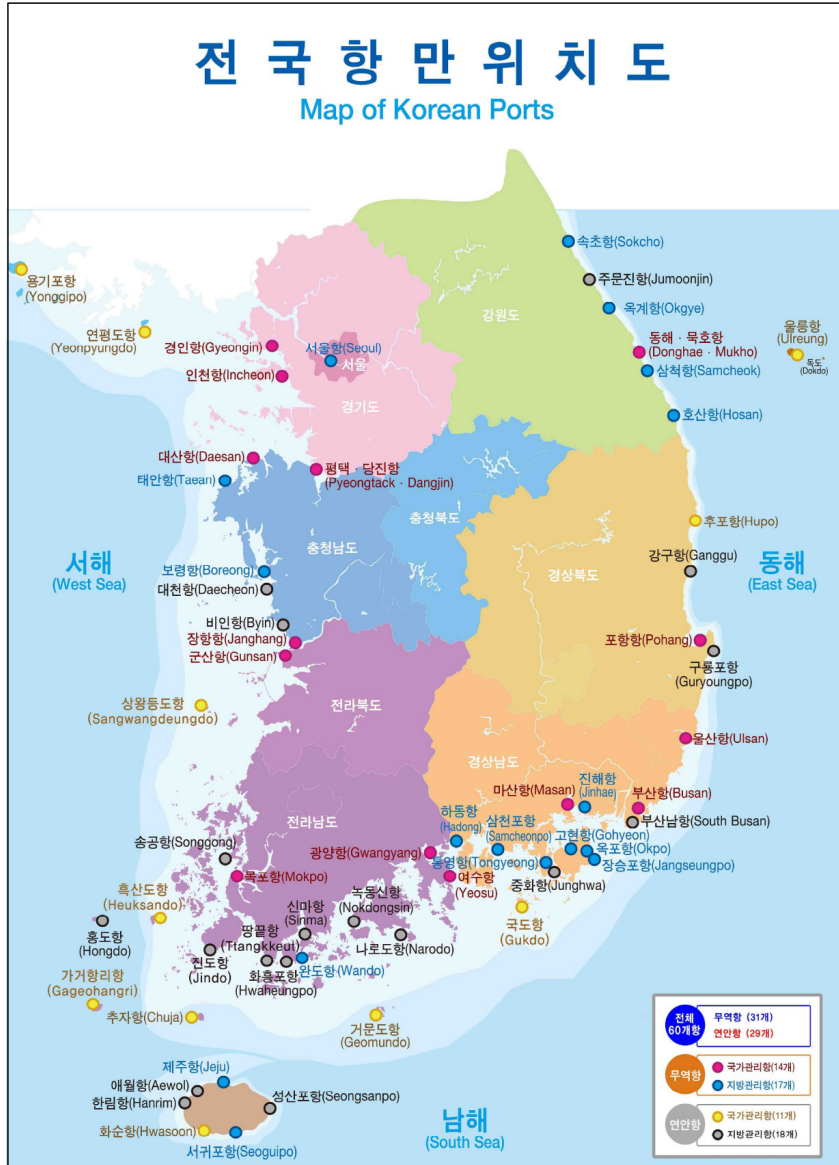 전국항만위치도
Map of Korean Ports
속초항(Sokcho)
주문진항(Jumoonjin)
용기포항
(Yonggipo)
강원도
옥계항(Okgye)
연평도항
(Yeonpyungdo)
울릉항
(Ulreung)
경인항(Gyeongin)
서울항(Seoul)
서울
동해·묵호항
(Donghae·Mukho)
독도*
(Dokdo)
인천항(Incheon)
삼척항(Samcheok)
경기도
호산항(Hosan)
대산항(Daesan)
평택·당진항
(Pyeongtack·Dangjin)
태안항(Taean)
충청북도
후포항(Hupo)
충청남도
서해
(West Sea)
보령항(Boreong)
대천항(Daecheon)
강구항(Ganggu)
경상북도
동해
(East Sea)
비인항(Byin)
장항항(Janghang)
군산항(Gunsan)
포항항(Pohang)
구룡포항
(Guryoungpo)
상왕등도항
(Sangwangdeungdo)
전라북도
울산항(Ulsan)
경상남도
마산항(Masan)
진해항
(Jinhae)
부산항(Busan)
부산남항(South Busan)
전라남도
하동항
(Hadong)
삼천포항
(Samcheonpo)
고현항(Gohyeon)
옥포항(Okpo)
장승포항(Jangseungpo)
송공항(Songgong)
광양항(Gwangyang)
통영항(Tongyeong)
목포항(Mokpo)
여수항
(Yeosu)
중화항(Junghwa)
흑산도항
(Heuksando)
신마항
(Sinma)
녹동신항
(Nokdongsin)
국도항
(Gukdo)
홍도항
(Hongdo)
땅끝항
(Ttangkkeut)
나로도항(Narodo)
진도항
(Jindo)
화흥포항
(Hwaheungpo)
완도항(Wando)
가거항리항
(Gageohangri)
추자항(Chuja)
거문도항
(Geomundo)
제주항(Jeju)
애월항(Aewol)
한림항(Hanrim)
성산포항(Seongsanpo)
화순항(Hwasoon)
서귀포항(Seoguipo)
남해
(South Sea)
전체
60개항
무역항 (31개)
연안항 (29개)
무역항
국가관리항(14개)
지방관리항(17개)
연안항
국가관리항(11개)
지방관리항(18개)